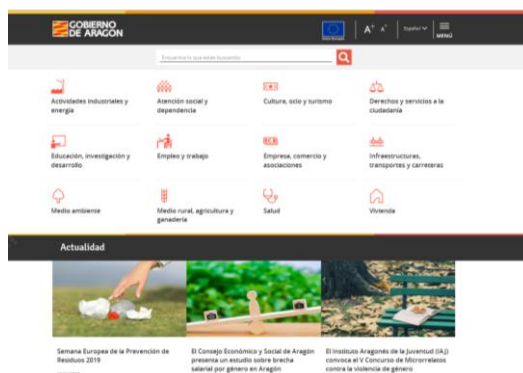 GOBIERNO
DE ARAGON
A+ A-
Español
MENÚ
Encuentra lo que estás buscando
Actividades industriales y
energía
Atención social y
dependencia
Cultura, ocio y turismo
Derechos y servicios a la
ciudadanía
Educación, investigación y
desarrollo
Empleo y trabajo
Empresa, comercio y
asociaciones
Infraestructuras,
transportes y carreteras
Medio ambiente
Medio rural, agricultura y
ganadería
Salud
Vivienda
Actualidad
Semana Europea de la Prevención de
Residuos 2019
El Consejo Económico y Social de Aragón
presenta un estudio sobre brecha
salarial por género en Aragón
El Instituto Aragonés de la Juventud (IAJ)
convoca el V Concurso de Microrrelatos
contra la violencia de género